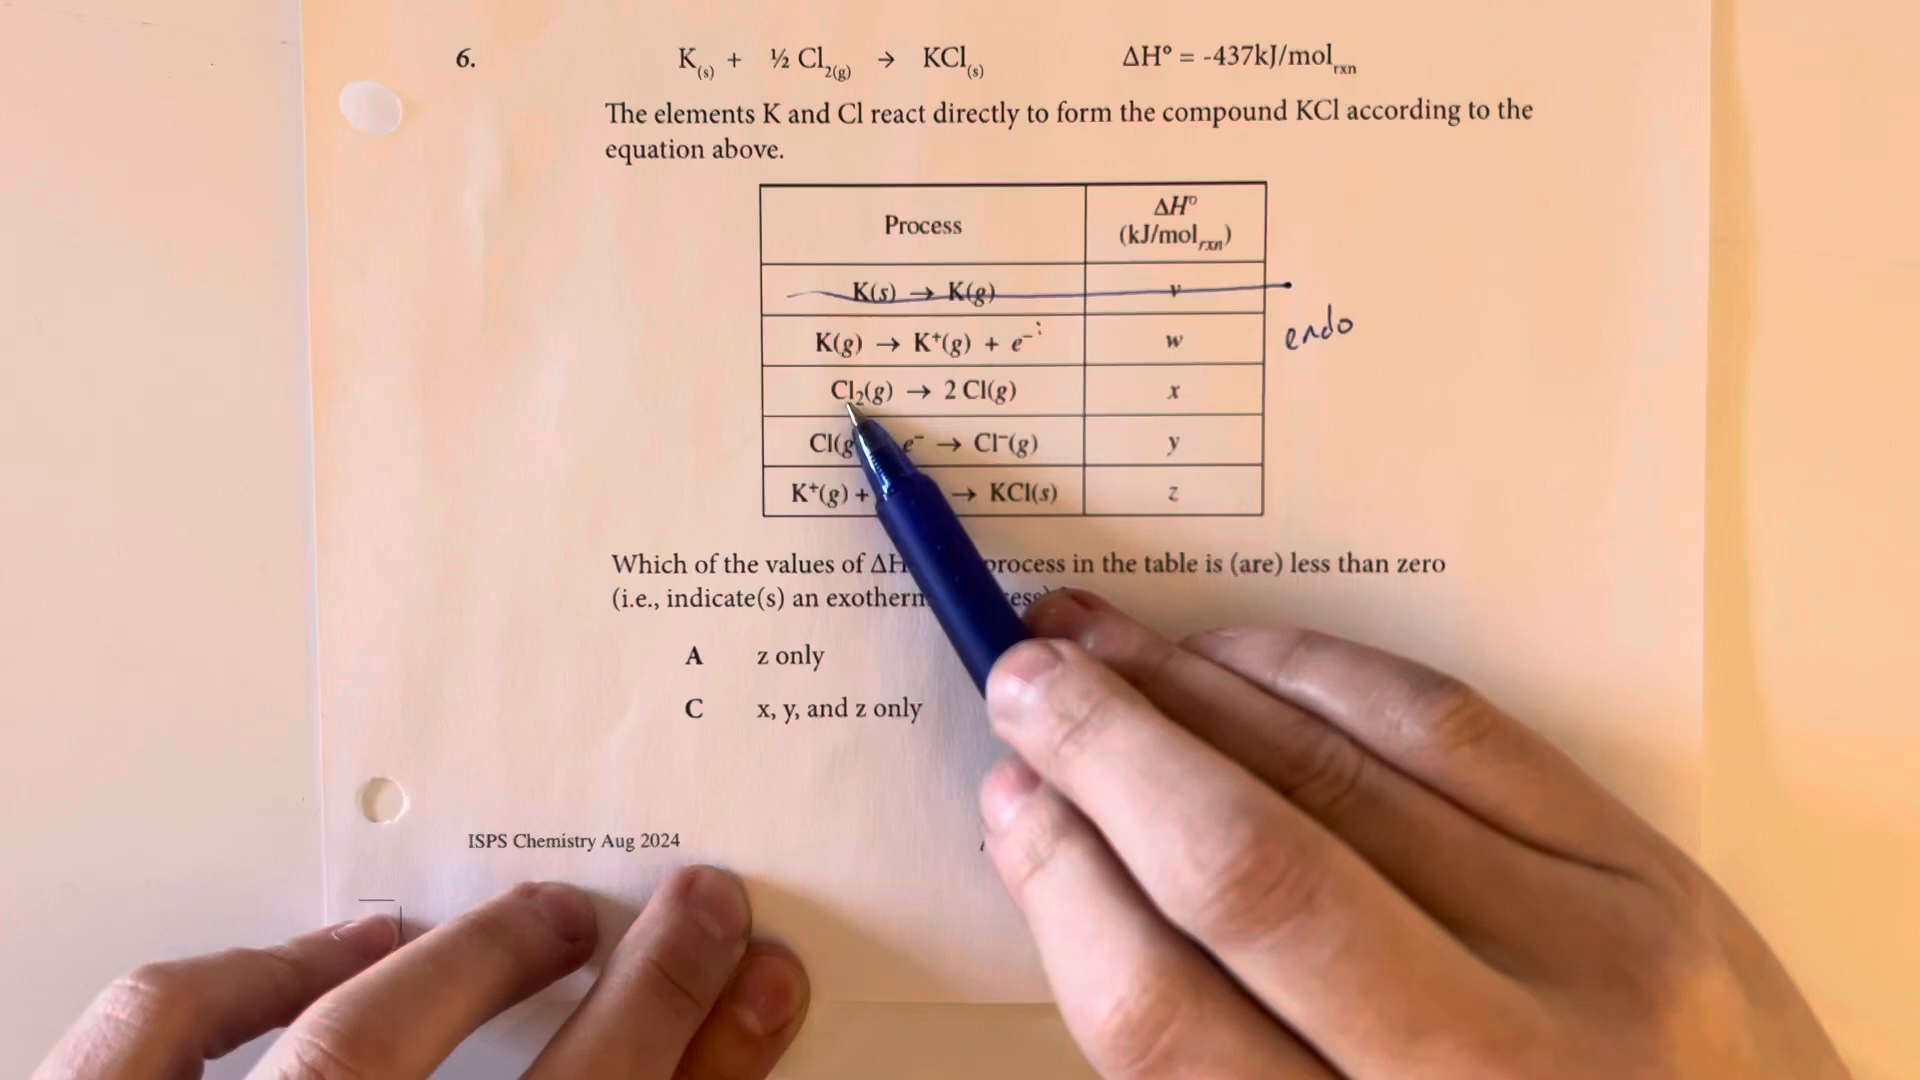 6. K(s) + ½ Cl2(g) → KCl(s) ΔH° = -437kJ/molrxn
The elements K and Cl react directly to form the compound KCl according to the
equation above.
Process ΔH° (kJ/molrxn)
K(s) → K(g) v
K(g) → K⁺(g) + e⁻ w
endo
Cl₂(g) → 2 Cl(g) x
Cl(g e⁻ → Cl⁻(g) y
K⁺(g) + → KCl(s) z
Which of the values of ΔH process in the table is (are) less than zero
(i.e., indicate(s) an
A z only
C x, y, and z only
ISPS Chemistry Aug 2024